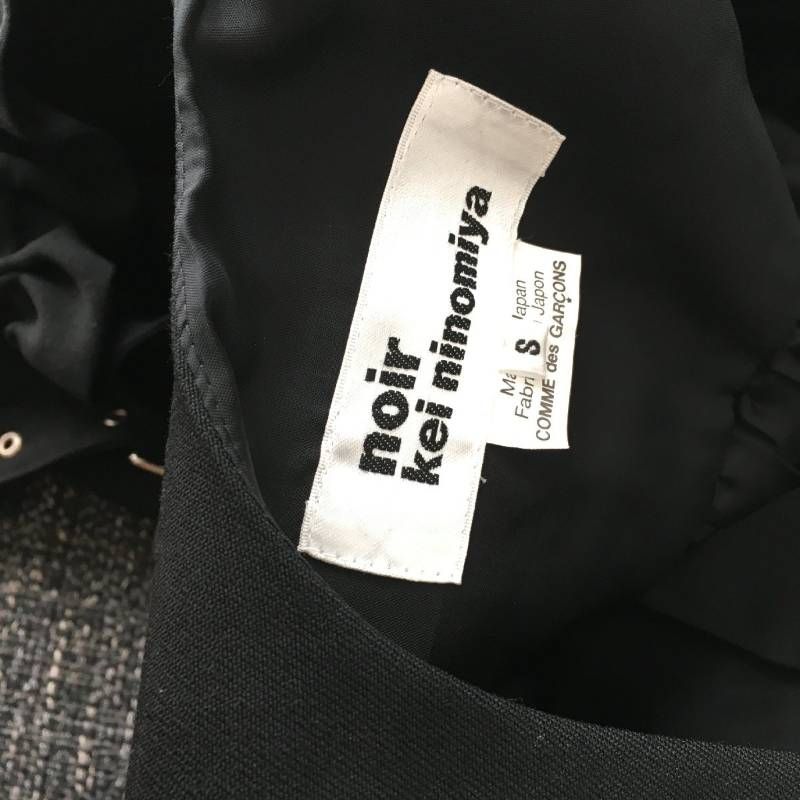 noir
kei ninomiya
S
Japan
Japon
COMME des GARÇONS